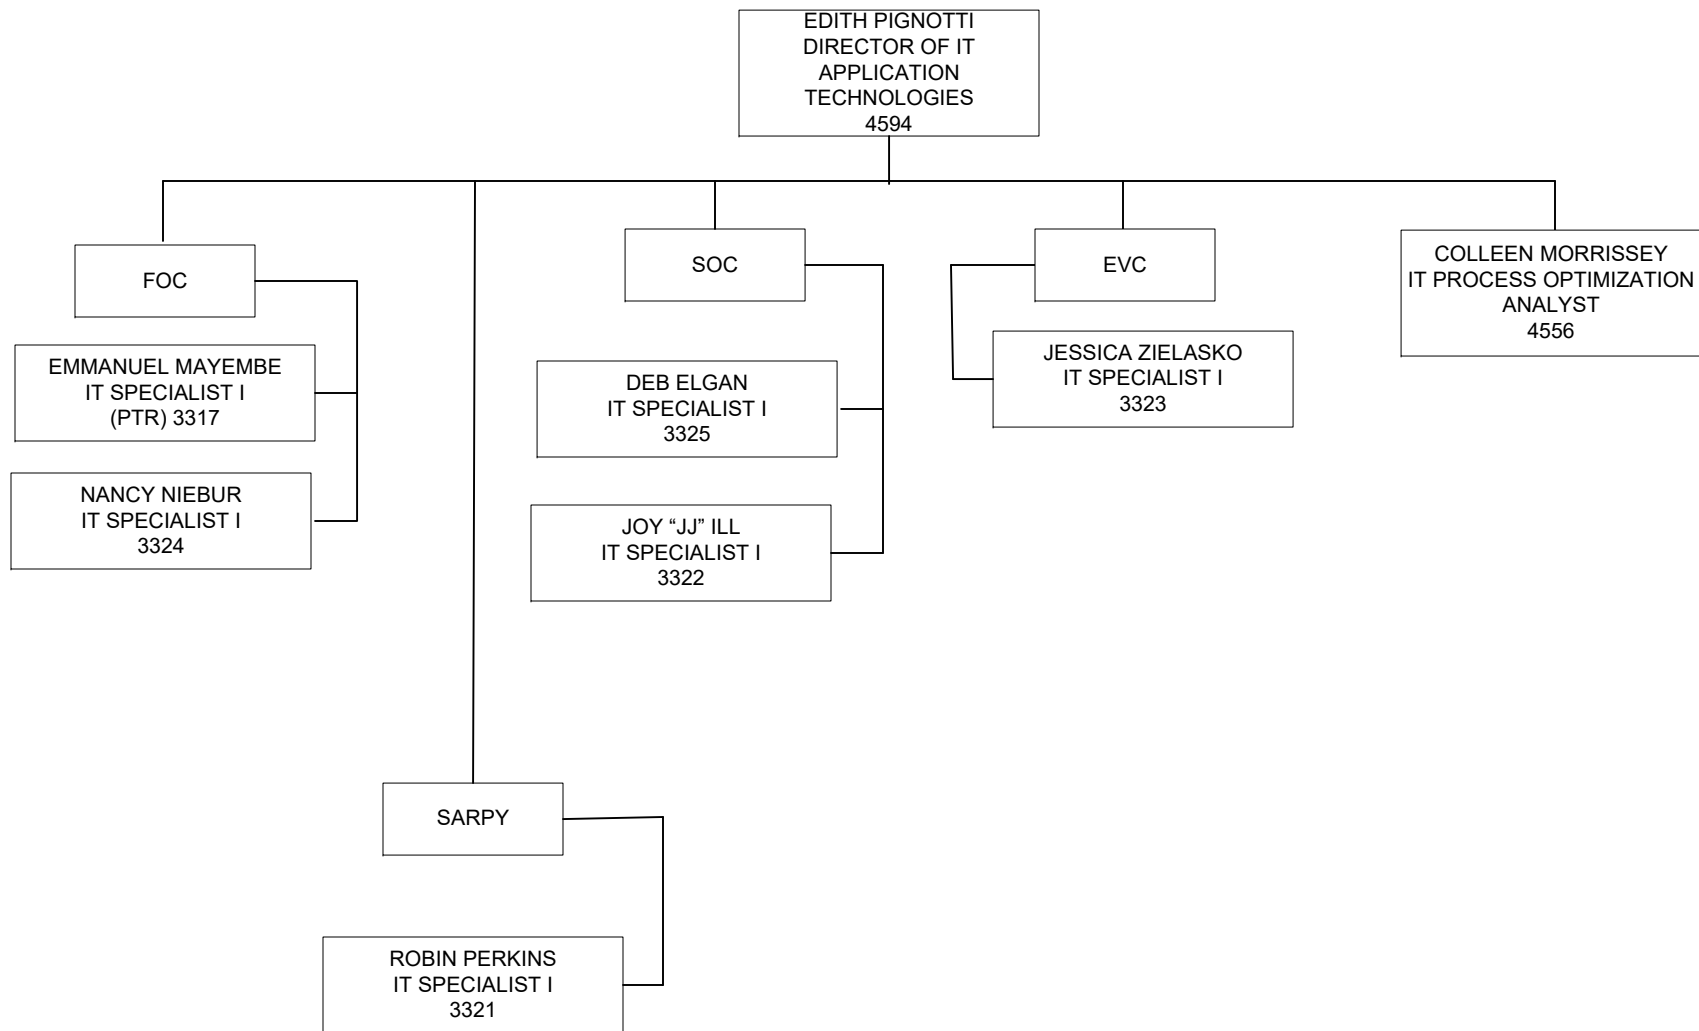 EDITH PIGNOTTI
DIRECTOR OF IT
APPLICATION
TECHNOLOGIES
4594
FOC
EMMANUEL MAYEMBE
IT SPECIALIST I
(PTR) 3317
NANCY NIEBUR
IT SPECIALIST I
3324
SARPY
ROBIN PERKINS
IT SPECIALIST I
3321
SOC
DEB ELGAN
IT SPECIALIST I
3325
JOY “JJ” ILL
IT SPECIALIST I
3322
EVC
JESSICA ZIELASKO
IT SPECIALIST I
3323
COLLEEN MORRISSEY
IT PROCESS OPTIMIZATION
ANALYST
4556